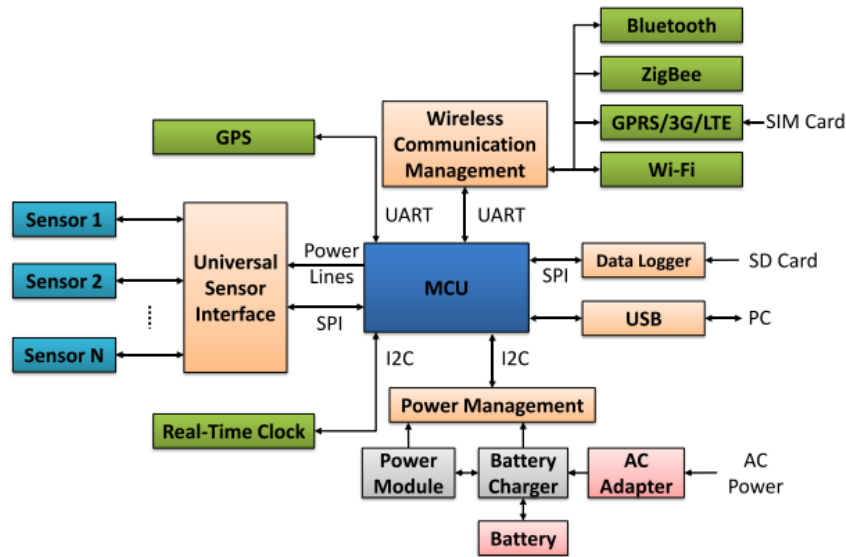 Bluetooth
ZigBee
GPRS/3G/LTE
SIM Card
Wi-Fi
Wireless
Communication
Management
GPS
UART
UART
Sensor 1
Sensor 2
Sensor N
Universal
Sensor
Interface
Power
Lines
SPI
MCU
SPI
Data Logger
SD Card
USB
PC
I2C
I2C
Real-Time Clock
Power Management
Power
Module
Battery
Charger
AC
Adapter
AC
Power
Battery